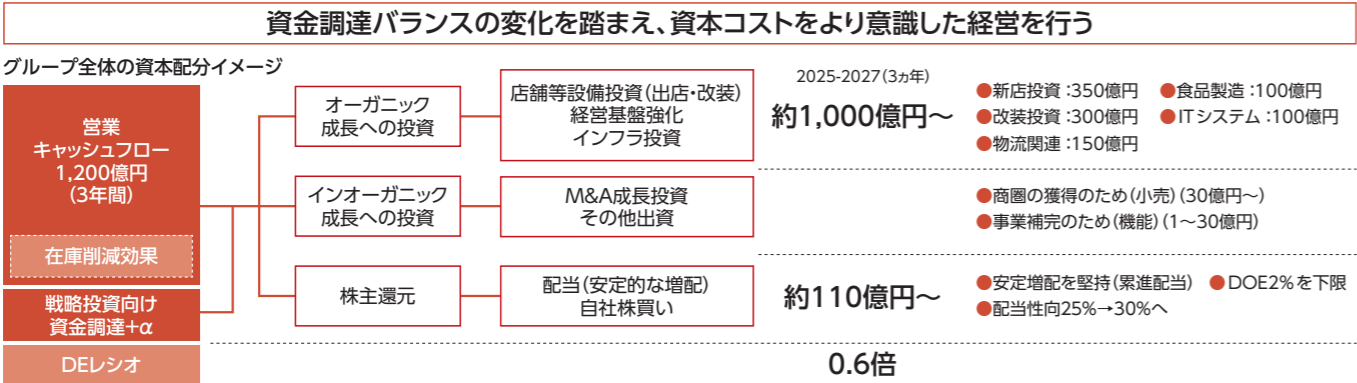 資金調達バランスの変化を踏まえ、資本コストをより意識した経営を行う
グループ全体の資本配分イメージ
営業
キャッシュフロー
1,200億円
(3年間)
在庫削減効果
戦略投資向け
資金調達+α
DEレシオ
オーガニック
成長への投資
店舗等設備投資(出店・改装)
経営基盤強化
インフラ投資
2025-2027(3ヵ年)
約1,000億円〜
●新店投資:350億円 ●食品製造:100億円
●改装投資:300億円 ●ITシステム:100億円
●物流関連:150億円
インオーガニック
成長への投資
M&A成長投資
その他出資
●商圏の獲得のため(小売)(30億円〜)
●事業補完のため(機能)(1〜30億円)
株主還元
配当(安定的な増配)
自社株買い
約110億円〜
●安定増配を堅持(累進配当) ●DOE2%を下限
●配当性向25%→30%へ
0.6倍